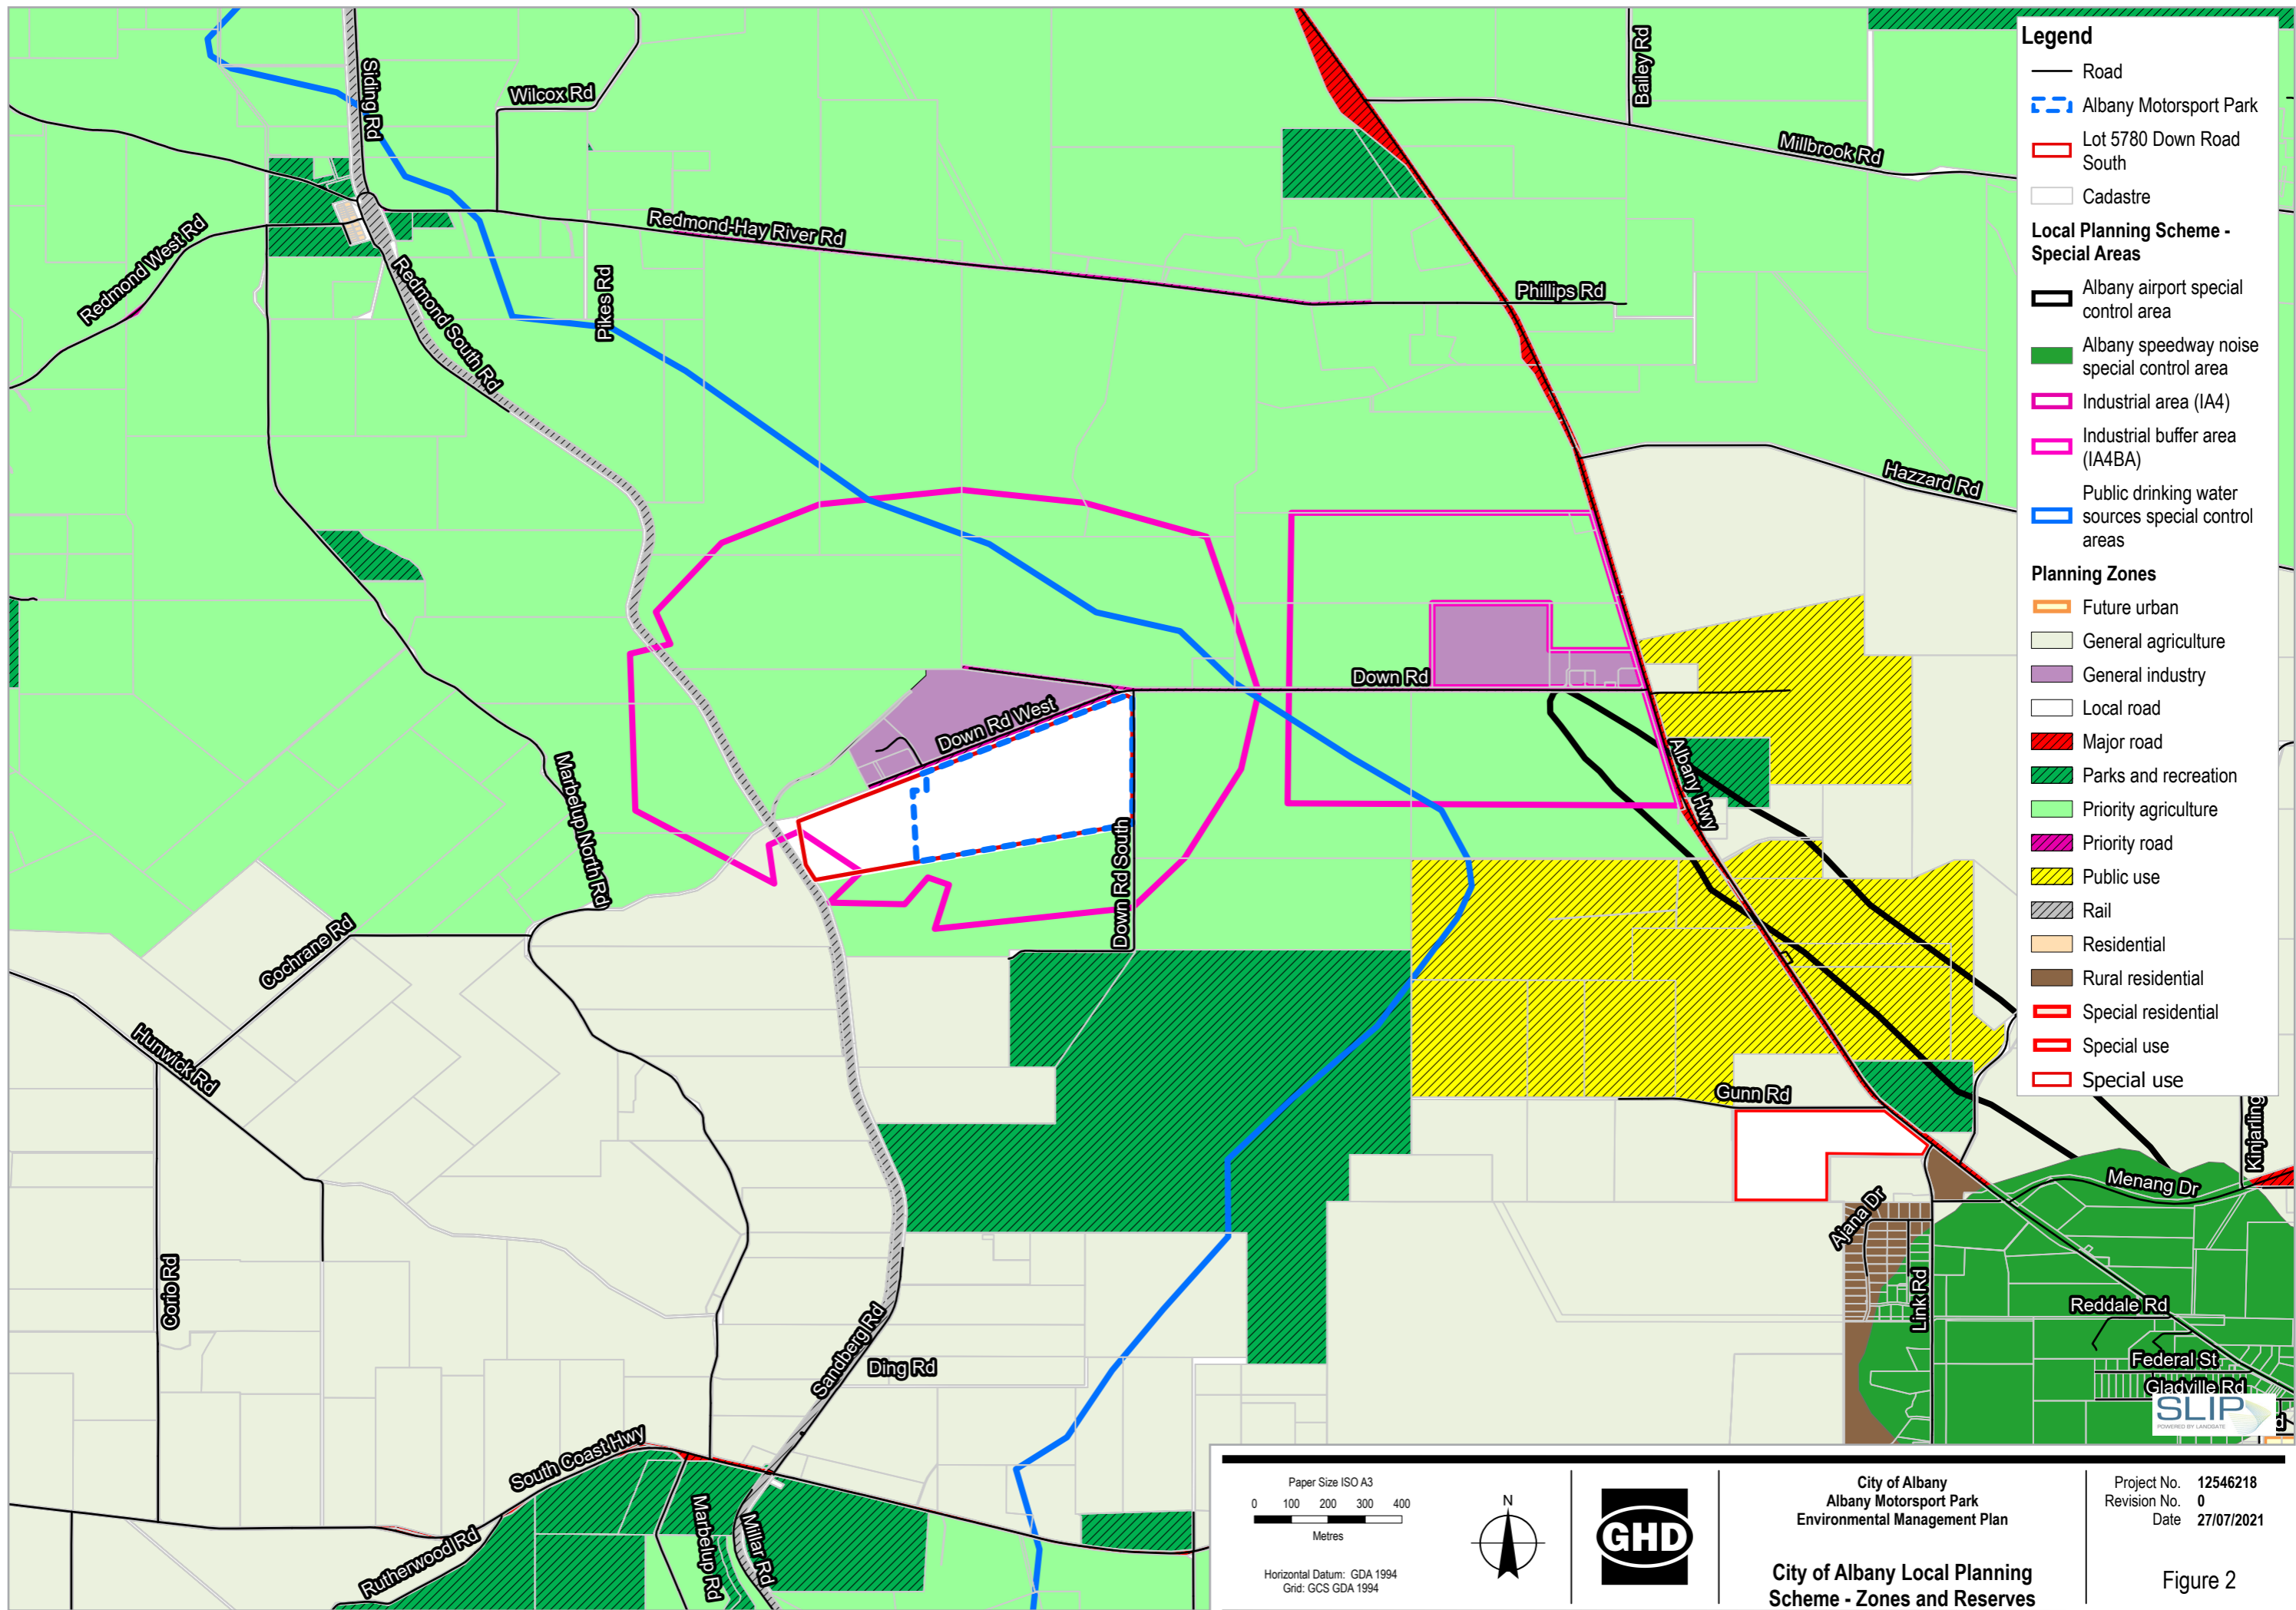 Siding Rd
Wilcox Rd
Bailey Rd
Millbrook Rd
Redmond West Rd
Redmond-Hay River Rd
Pikes Rd
Phillips Rd
Redmond South Rd
Hazzard Rd
Down Rd
Down Rd West
Albany Hwy
Marbelup North Rd
Down Rd South
Cochrane Rd
Hunwick Rd
Gunn Rd
Kinjarling
Menang Dr
Ajana Dr
Corio Rd
Link Rd
Reddale Rd
Sandberg Rd
Ding Rd
Federal St
Gladville Rd
d
South Coast Hwy
Marbelup Rd
Millar Rd
Rutherwood Rd
Legend
Road
Albany Motorsport Park
Lot 5780 Down Road
South
Cadastre
Local Planning Scheme -
Special Areas
Albany airport special
control area
Albany speedway noise
special control area
Industrial area (IA4)
Industrial buffer area
(IA4BA)
Public drinking water
sources special control
areas
Planning Zones
Future urban
General agriculture
General industry
Local road
Major road
Parks and recreation
Priority agriculture
Priority road
Public use
Rail
Residential
Rural residential
Special residential
Special use
Special use
SLIP
POWERED BY LANDGATE
Paper Size ISO A3
0 100 200 300 400
Metres
Horizontal Datum: GDA 1994
Grid: GCS GDA 1994
N
GHD
City of Albany
Albany Motorsport Park
Environmental Management Plan
City of Albany Local Planning
Scheme - Zones and Reserves
Project No. 12546218
Revision No. 0
Date 27/07/2021
Figure 2